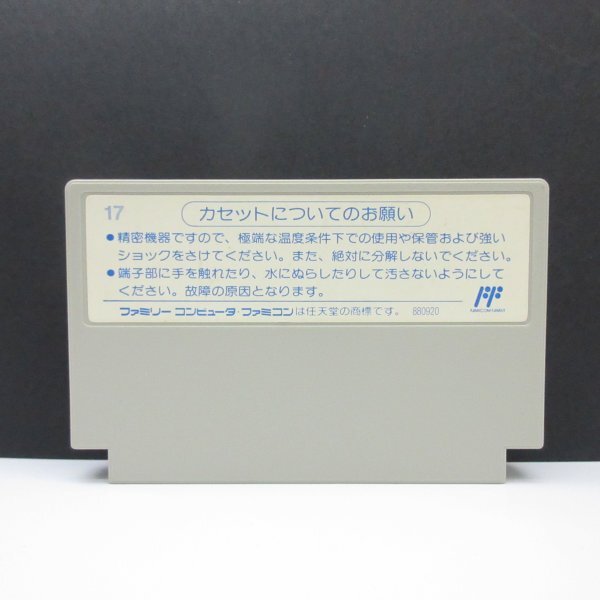 17
カセットについてのお願い
●精密機器ですので、極端な温度条件下での使用や保管および強い
ショックをさけてください。また、絶対に分解しないでください。
●端子部に手を触れたり、水にぬらしたりして汚さないようにして
ください。故障の原因となります。
ファミリーコンピュータ・ファミコンは任天堂の商標です。 880920
FAMICOM FAMILY